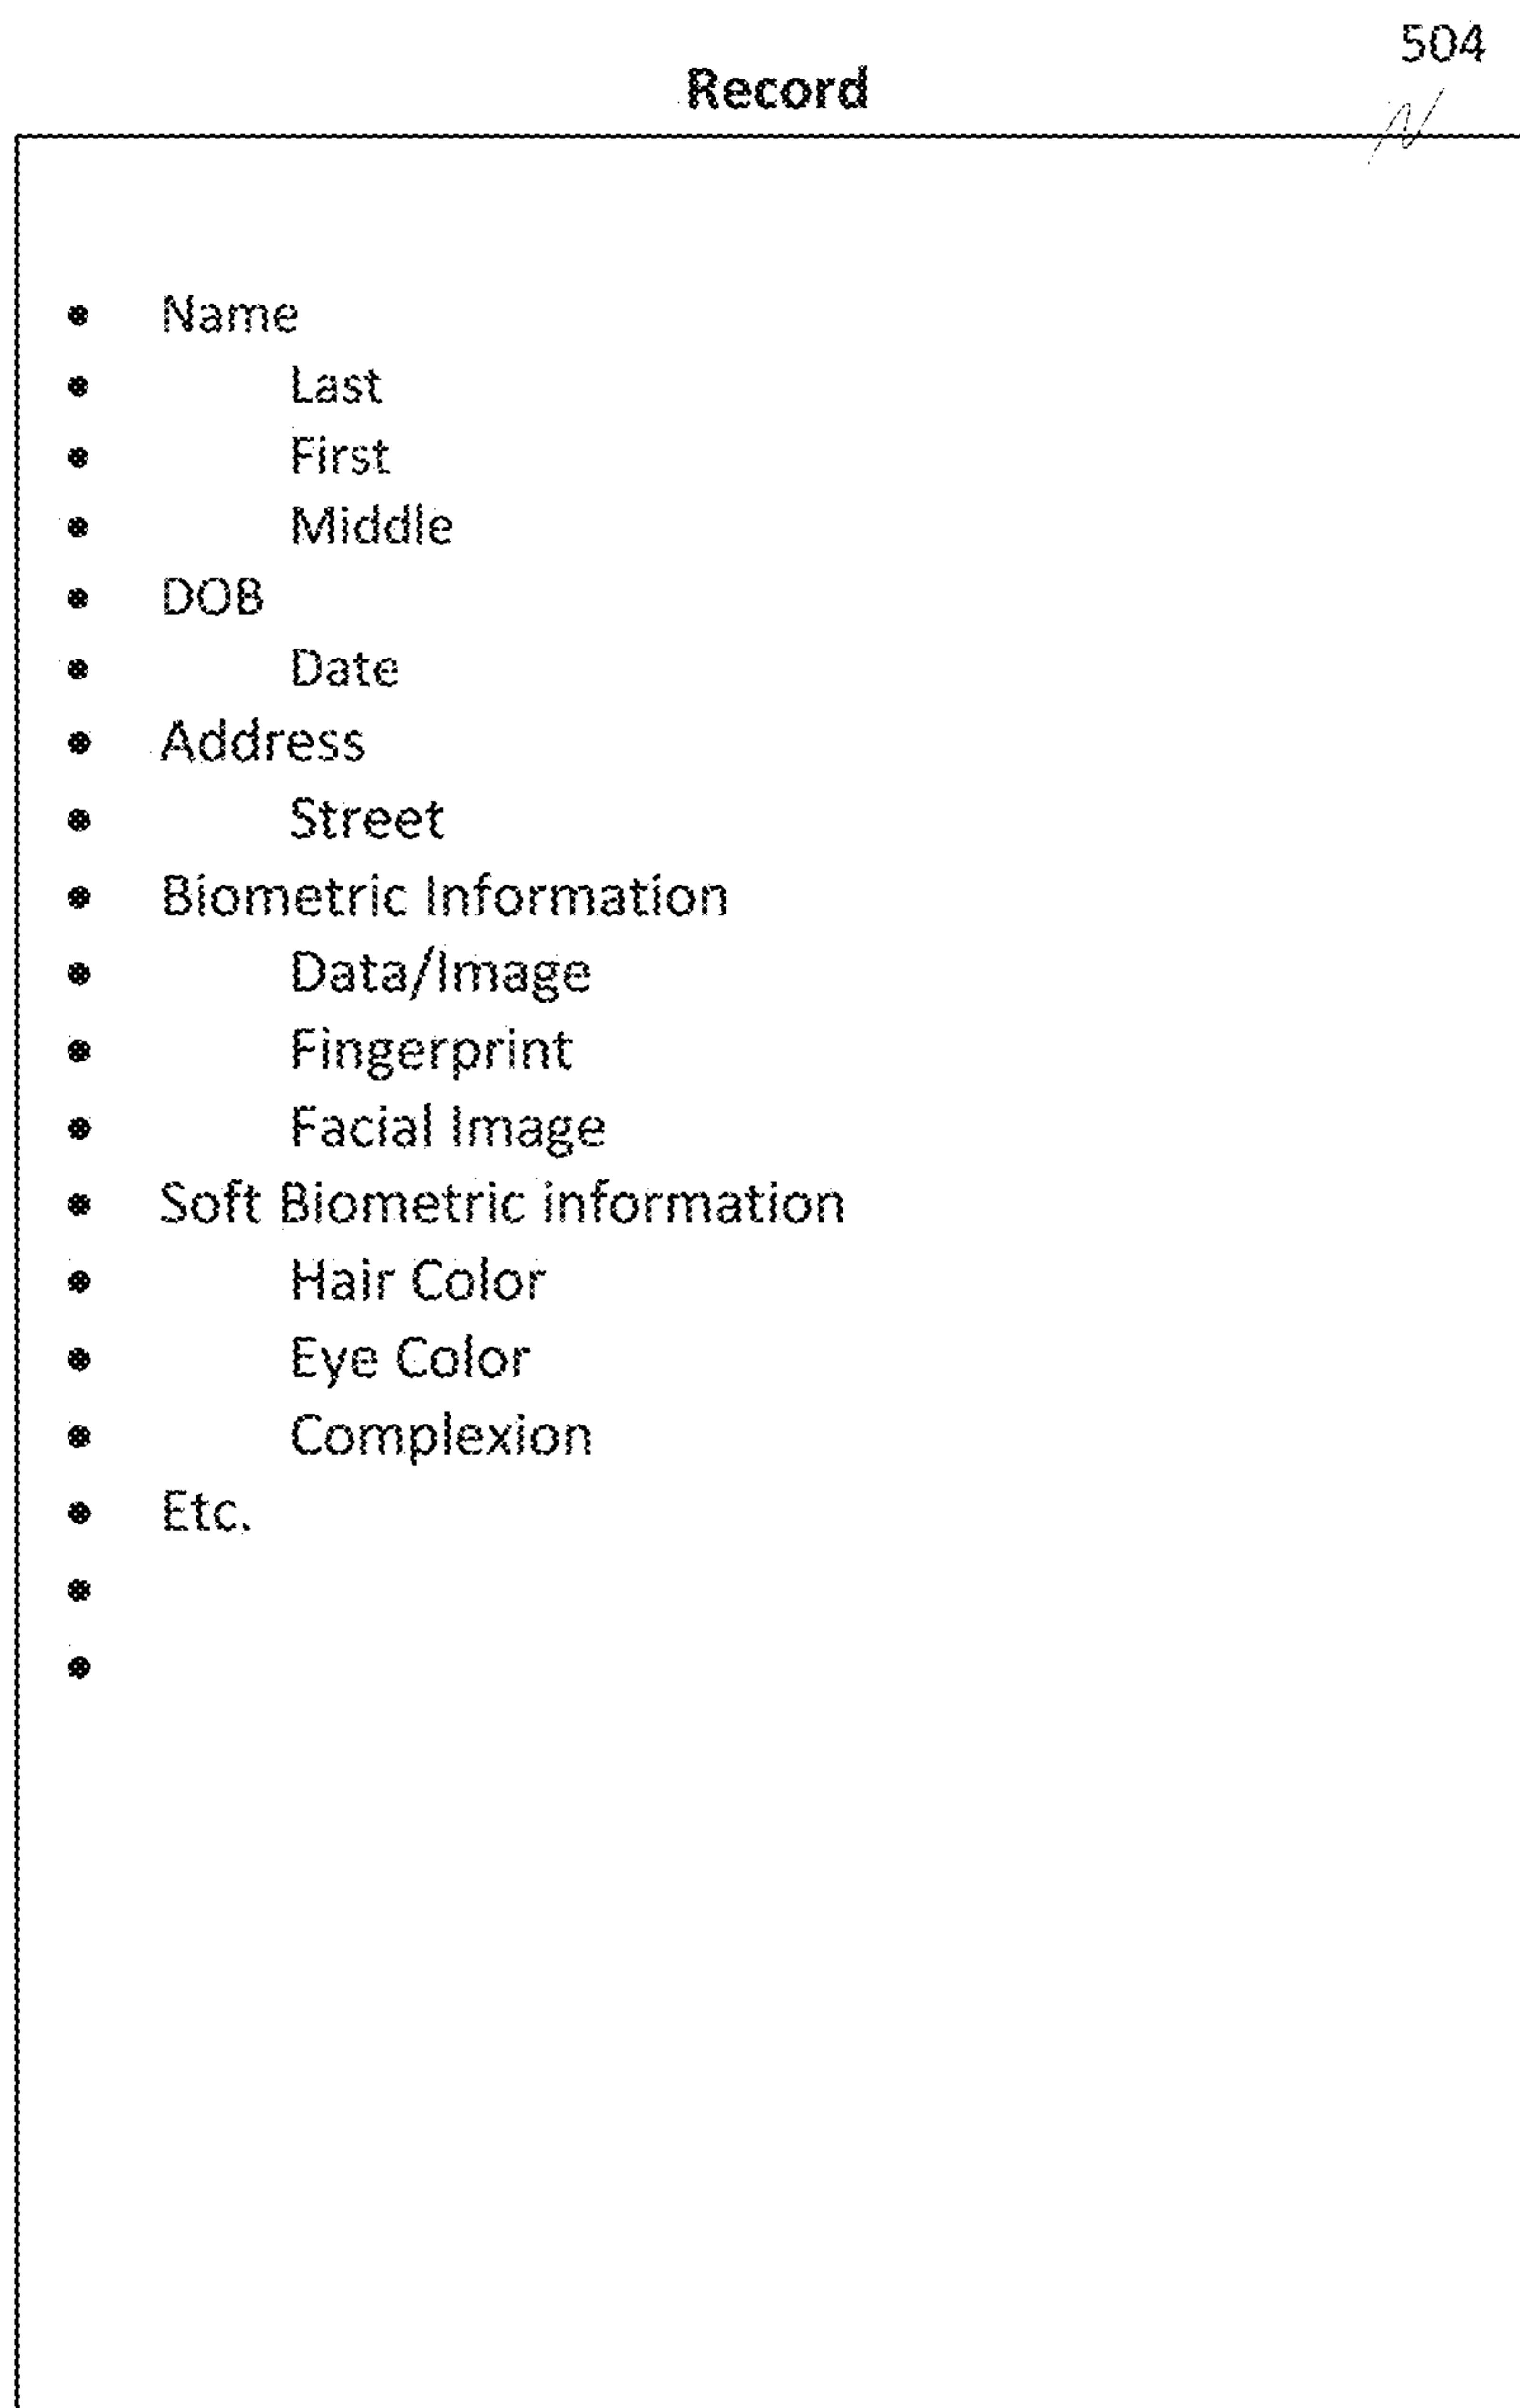 504
Record
• Name
• Last
• First
• Middle
• DOB
• Date
• Address
• Street
• Biometric Information
• Data/Image
• Fingerprint
• Facial Image
• Soft Biometric information
• Hair Color
• Eye Color
• Complexion
• Etc.
•
•